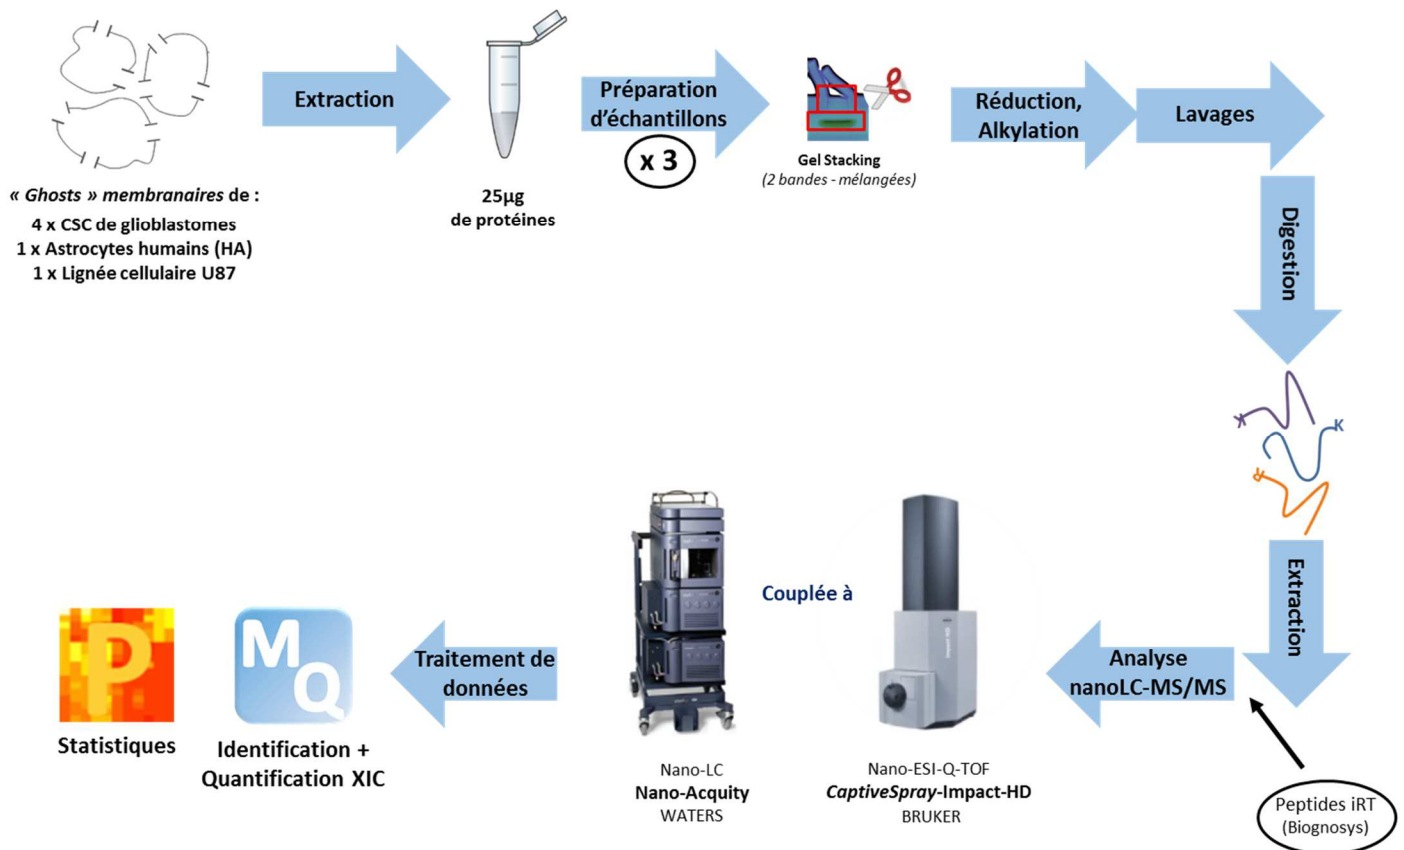 Extraction
Préparation
d'échantillons
x 3
Réduction,
Alkylation
Lavages
Gel Stacking
(2 bandes - mélangées)
25µg
de protéines
« Ghosts » membranaires de :
4 x CSC de glioblastomes
1 x Astrocytes humains (HA)
1 x Lignée cellulaire U87
Digestion
K
Extraction
Analyse
nanoLC-MS/MS
Peptides iRT
(Biognosys)
Couplée à
Nano-ESI-Q-TOF
CaptiveSpray-Impact-HD
BRUKER
Nano-LC
Nano-Acquity
WATERS
Traitement de
données
MQ
Identification +
Quantification XIC
P
Statistiques